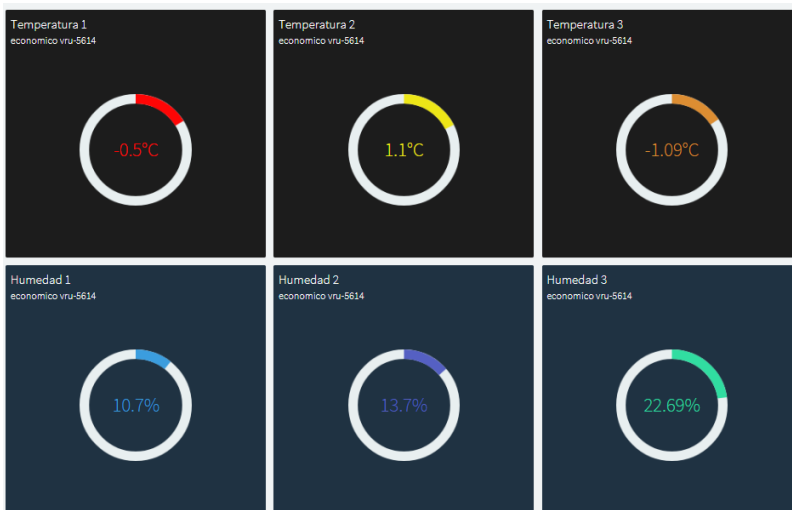 Temperatura 1
economico vru-5614
-0.5°C
Temperatura 2
economico vru-5614
1.1°C
Temperatura 3
economico vru-5614
-1.09°C
Humedad 1
economico vru-5614
10.7%
Humedad 2
economico vru-5614
13.7%
Humedad 3
economico vru-5614
22.69%